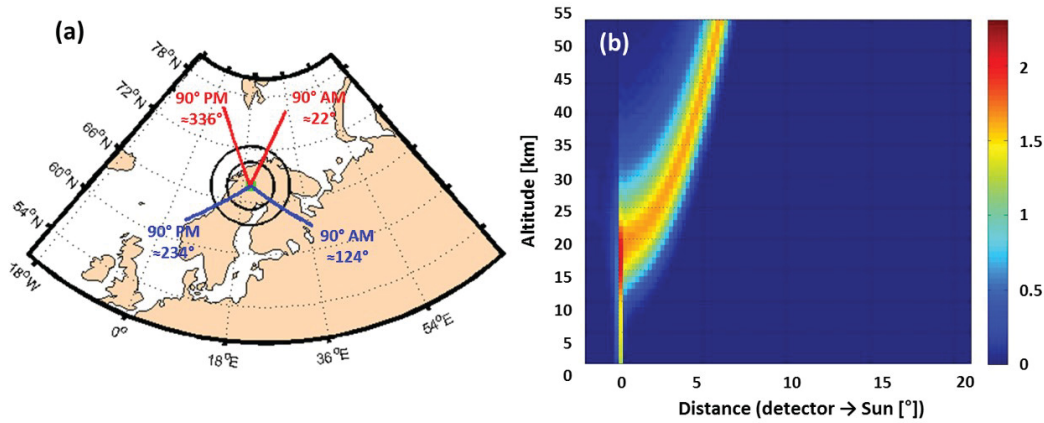 (a)
78°N
72°N
66°N
60°N
54°N
18°W
0°
18°E
36°E
54°E
90° PM
≈336°
90° AM
≈22°
90° PM
≈234°
90° AM
≈124°
(b)
Altitude [km]
55
50
45
40
35
30
25
20
15
10
5
0
0
5
10
15
20
Distance (detector → Sun [°])
2
1.5
1
0.5
0